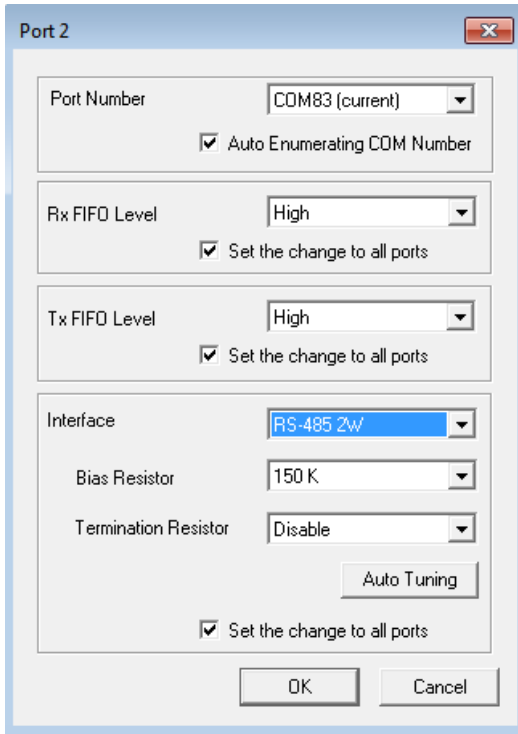 Port 2
Port Number COM83 (current)
Auto Enumerating COM Number
Rx FIFO Level High
Set the change to all ports
Tx FIFO Level High
Set the change to all ports
Interface RS-485 2W
Bias Resistor 150 K
Termination Resistor Disable
Auto Tuning
Set the change to all ports
OK Cancel